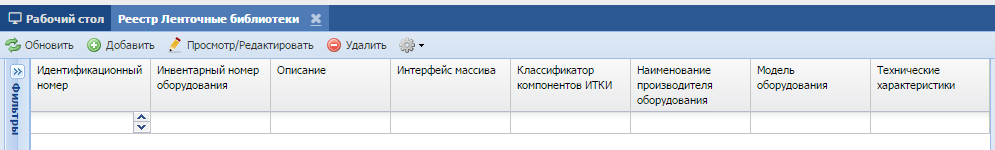 Рабочий стол Реестр Ленточные библиотеки
Обновить Добавить Просмотр/Редактировать Удалить
Фильтры
Идентификационный
номер
Инвентарный номер
оборудования
Описание
Интерфейс массива
Классификатор
компонентов ИТКИ
Наименование
производителя
оборудования
Модель
оборудования
Технические
характеристики